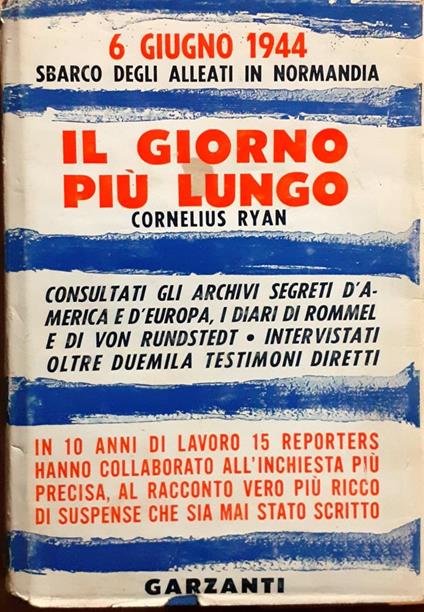 6 GIUGNO 1944
SBARCO DEGLI ALLEATI IN NORMANDIA
IL GIORNO
PIÙ LUNGO
CORNELIUS RYAN
CONSULTATI GLI ARCHIVI SEGRETI D'A-
MERICA E D'EUROPA, I DIARI DI ROMMEL
E DI VON RUNDSTEDT • INTERVISTATI
OLTRE DUEMILA TESTIMONI DIRETTI
IN 10 ANNI DI LAVORO 15 REPORTERS
HANNO COLLABORATO ALL'INCHIESTA PIÙ
PRECISA, AL RACCONTO VERO PIÙ RICCO
DI SUSPENSE CHE SIA MAI STATO SCRITTO
GARZANTI